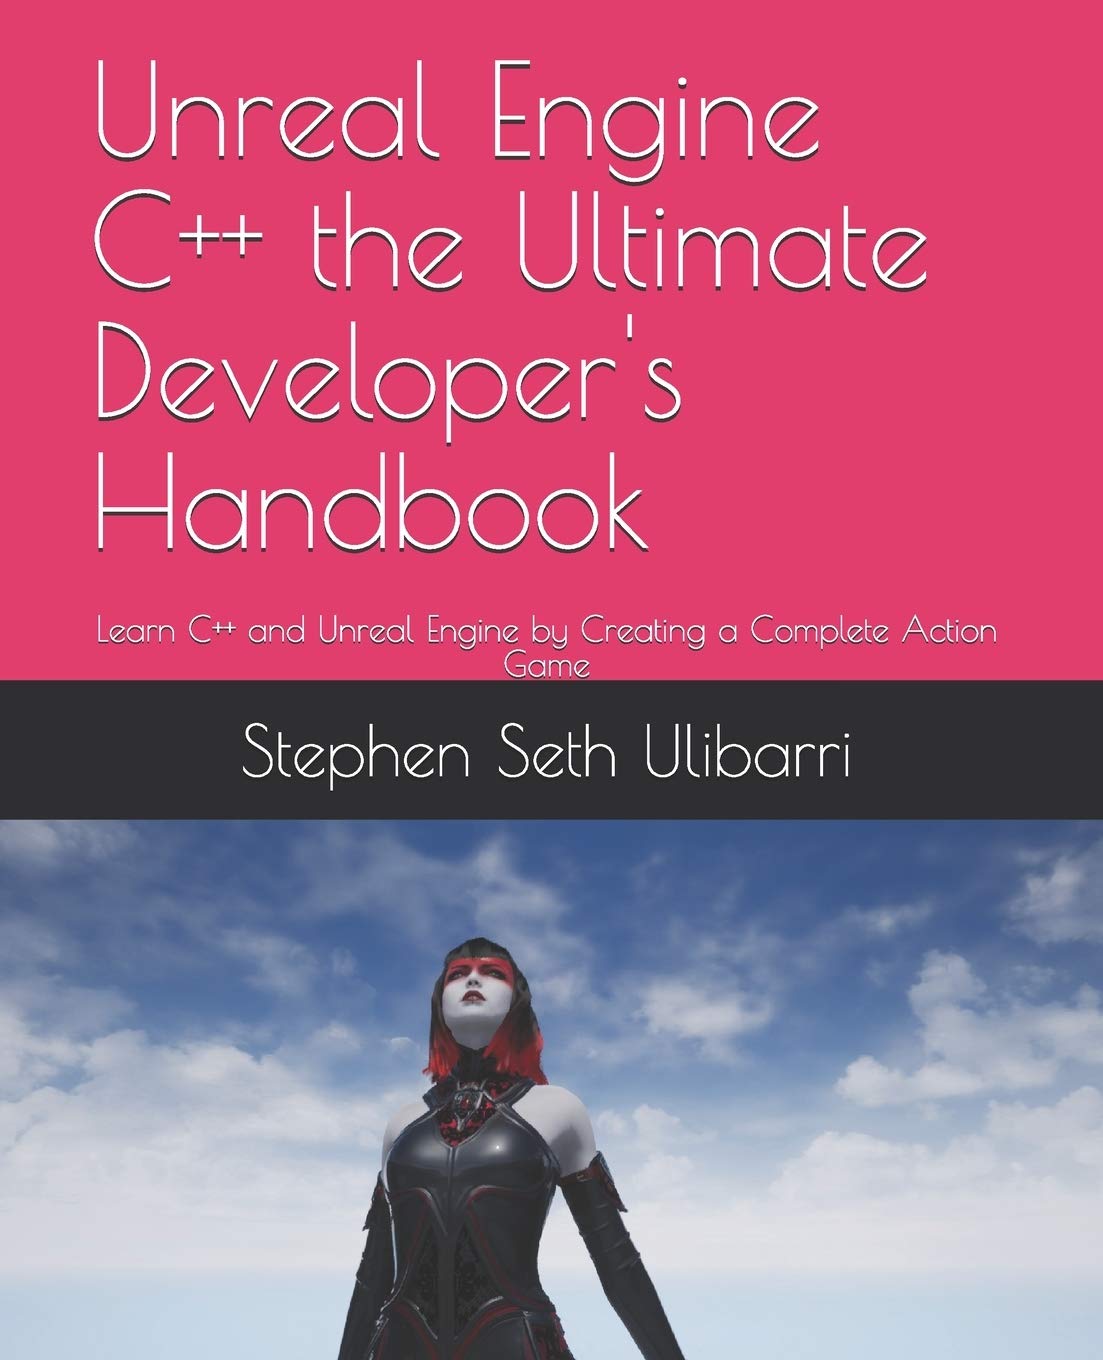 Unreal Engine
C++ the Ultimate
Developer's
Handbook
Learn C++ and Unreal Engine by Creating a Complete Action
Game
Stephen Seth Ulibarri